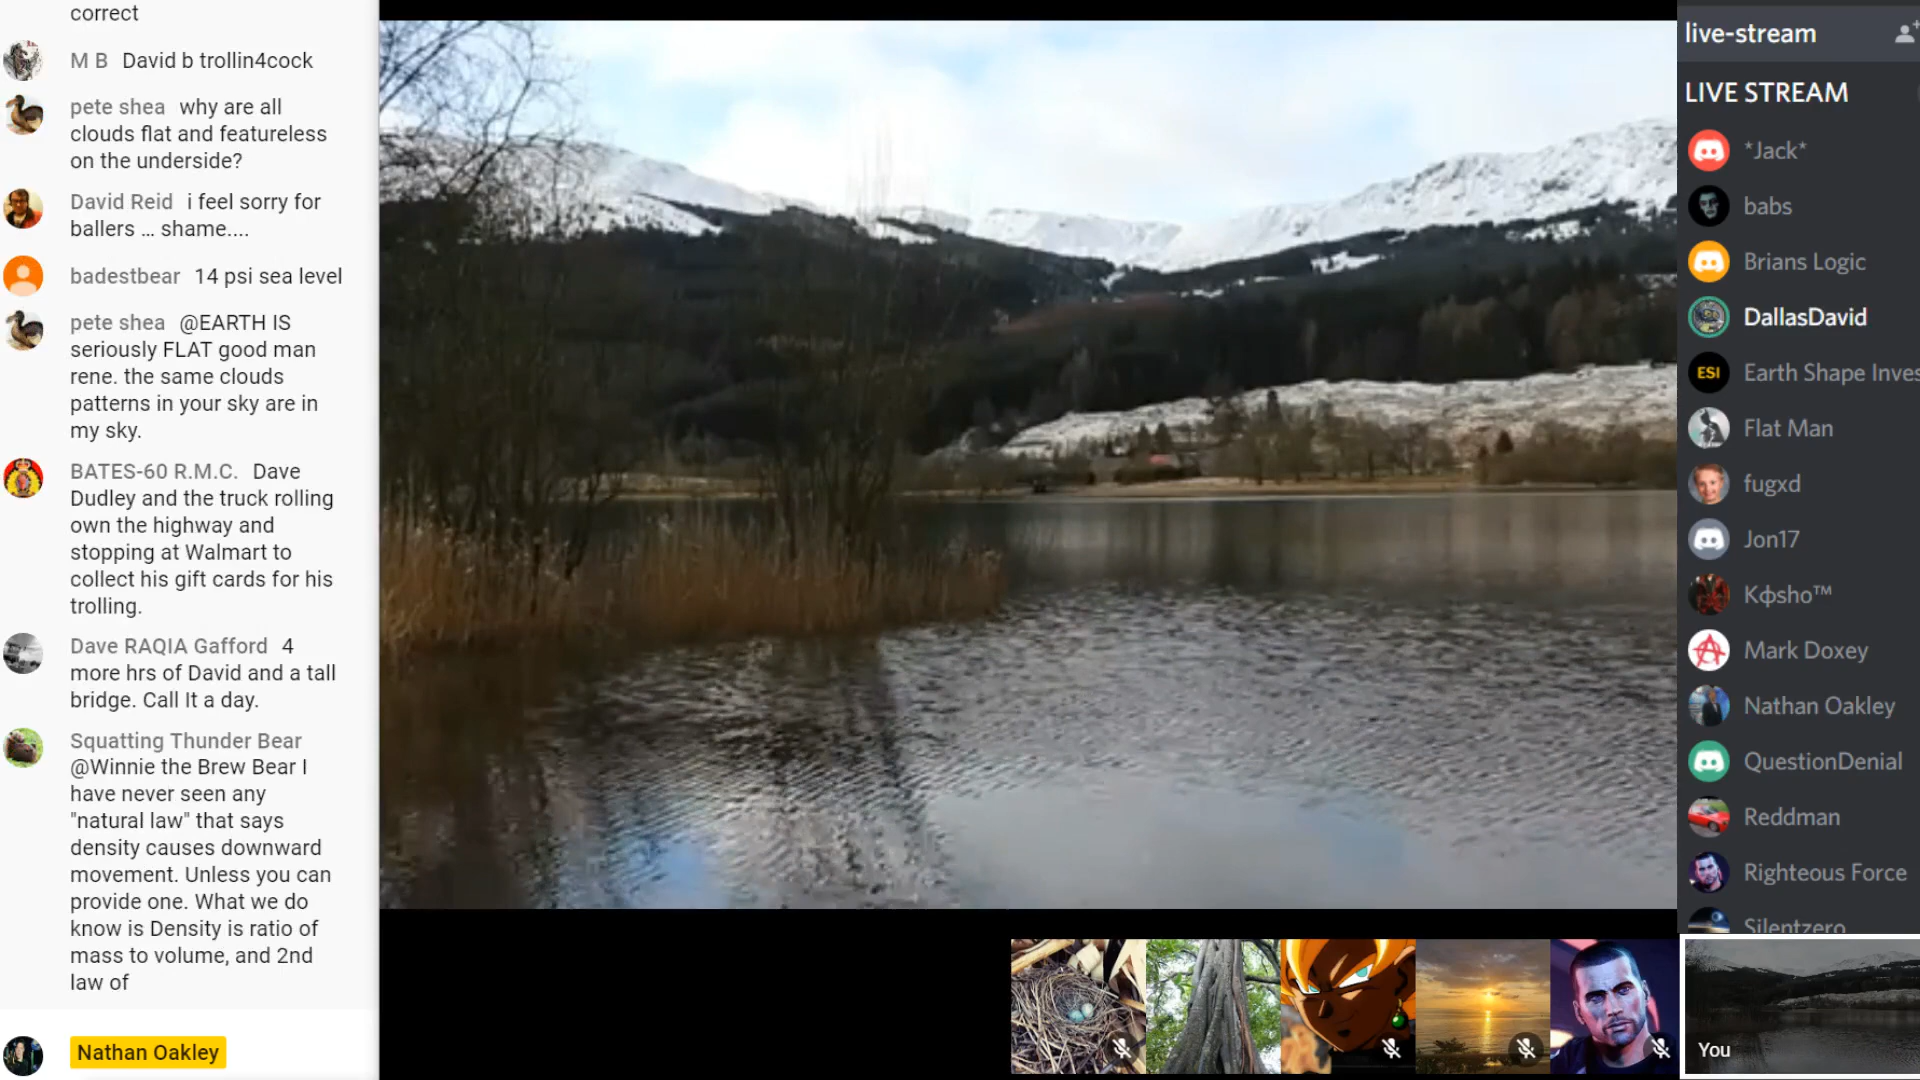 correct
M B David b trollin4cock
pete shea why are all
clouds flat and featureless
on the underside?
David Reid i feel sorry for
ballers ... shame....
badestbear 14 psi sea level
pete shea @EARTH IS
seriously FLAT good man
rene. the same clouds
patterns in your sky are in
my sky.
BATES-60 R.M.C. Dave
Dudley and the truck rolling
own the highway and
stopping at Walmart to
collect his gift cards for his
trolling.
Dave RAQIA Gafford 4
more hrs of David and a tall
bridge. Call It a day.
Squatting Thunder Bear
@Winnie the Brew Bear I
have never seen any
"natural law" that says
density causes downward
movement. Unless you can
provide one. What we do
know is Density is ratio of
mass to volume, and 2nd
law of
Nathan Oakley
live-stream
LIVE STREAM
*Jack*
babs
Brians Logic
DallasDavid
ESI
Earth Shape Inves
Flat Man
fugxd
Jon17
Kфsho™
Mark Doxey
Nathan Oakley
QuestionDenial
Reddman
Righteous Force
Silentzero
You